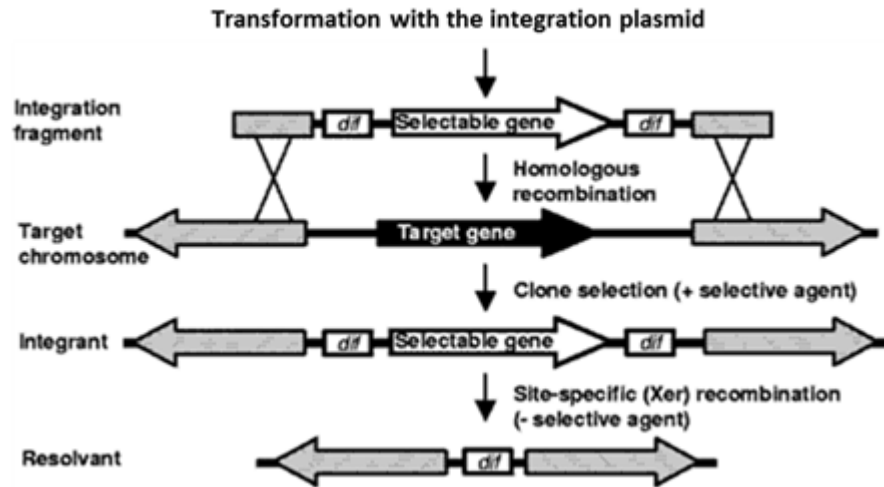 Transformation with the integration plasmid
Integration
fragment
dif
Selectable gene
dif
Homologous
recombination
Target
chromosome
Target gene
Clone selection (+ selective agent)
Integrant
dif
Selectable gene
dif
Site-specific (Xer) recombination
(- selective agent)
Resolvant
dif